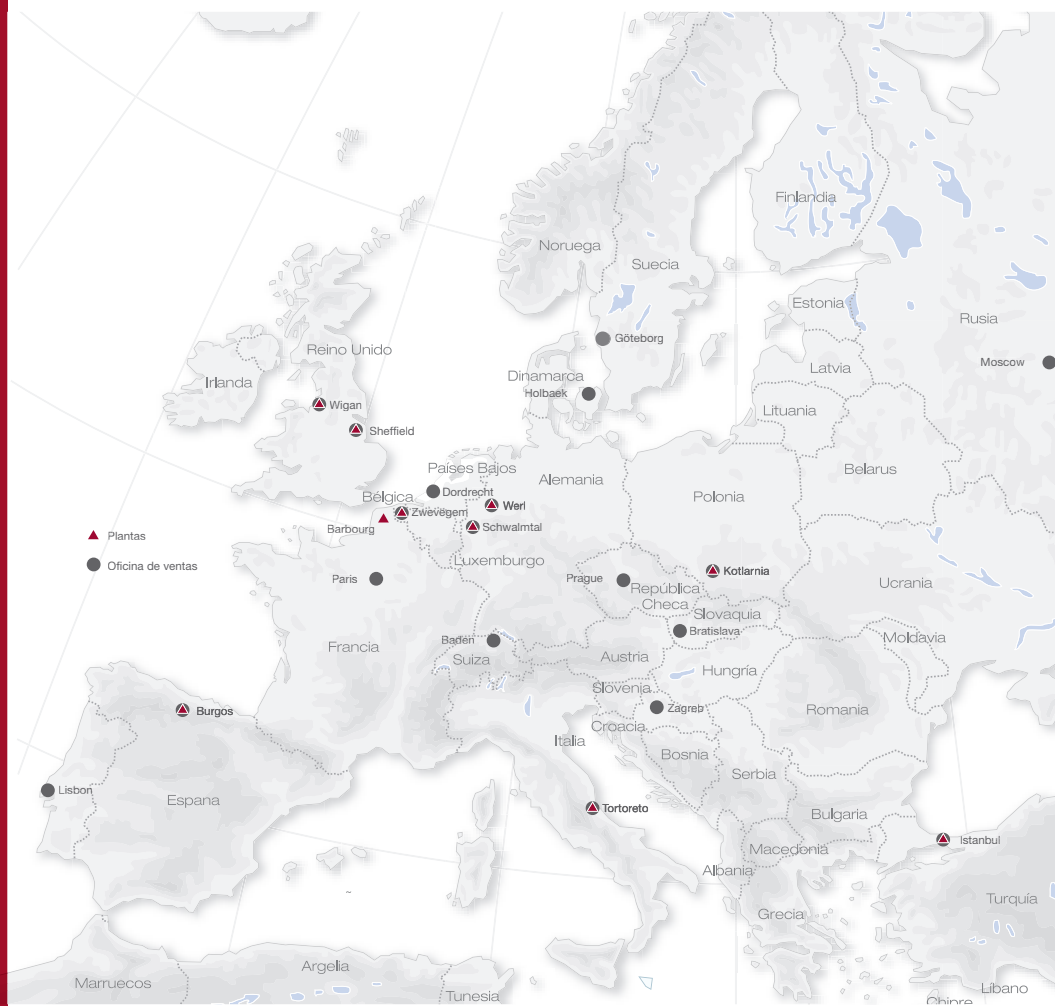 Finlandia
Noruega
Suecia
Estonia
Rusia
Göteborg
Reino Unido
Moscow
Latvia
Dinamarca
Irlanda
Holbaek
Wigan
Lituania
Sheffield
Países Bajos
Belarus
Alemania
Dordrecht
Polonia
Bélgica
Werl
Zwevegem
Barbourg
Schwalmtal
Plantas
Luxemburgo
Oficina de ventas
Kotlarnia
Paris
Prague
República
Checa
Ucrania
Slovaquia
Bratislava
Moldavia
Baden
Francia
Suiza
Austria
Hungría
Slovenia
Burgos
Zagreb
Romania
Croacia
Italia
Bosnia
Serbia
Lisbon
Espana
Tortoreto
Bulgaria
Istanbul
Macedonia
Albania
~
Turquía
Grecia
Argelia
Marruecos
Tunesia
Líbano
Chipre